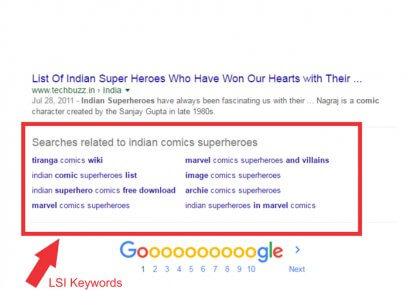 List Of Indian Super Heroes Who Have Won Our Hearts with Their ...
www.techbuzz.in › India ▼
Jul 28, 2011 - Indian Superheroes have always been fascinating us with their ... Nagraj is a comic
character created by the Sanjay Gupta in late 1980s.
Searches related to indian comics superheroes
tiranga comics wiki
marvel comics superheroes and villains
indian comic superheroes list
image comics superheroes
indian superhero comics free download
archie comics superheroes
marvel comics superheroes
indian superheroes in marvel comics
Goooooooooogle >
1 2 3 4 5 6 7 8 9 10 Next
LSI Keywords